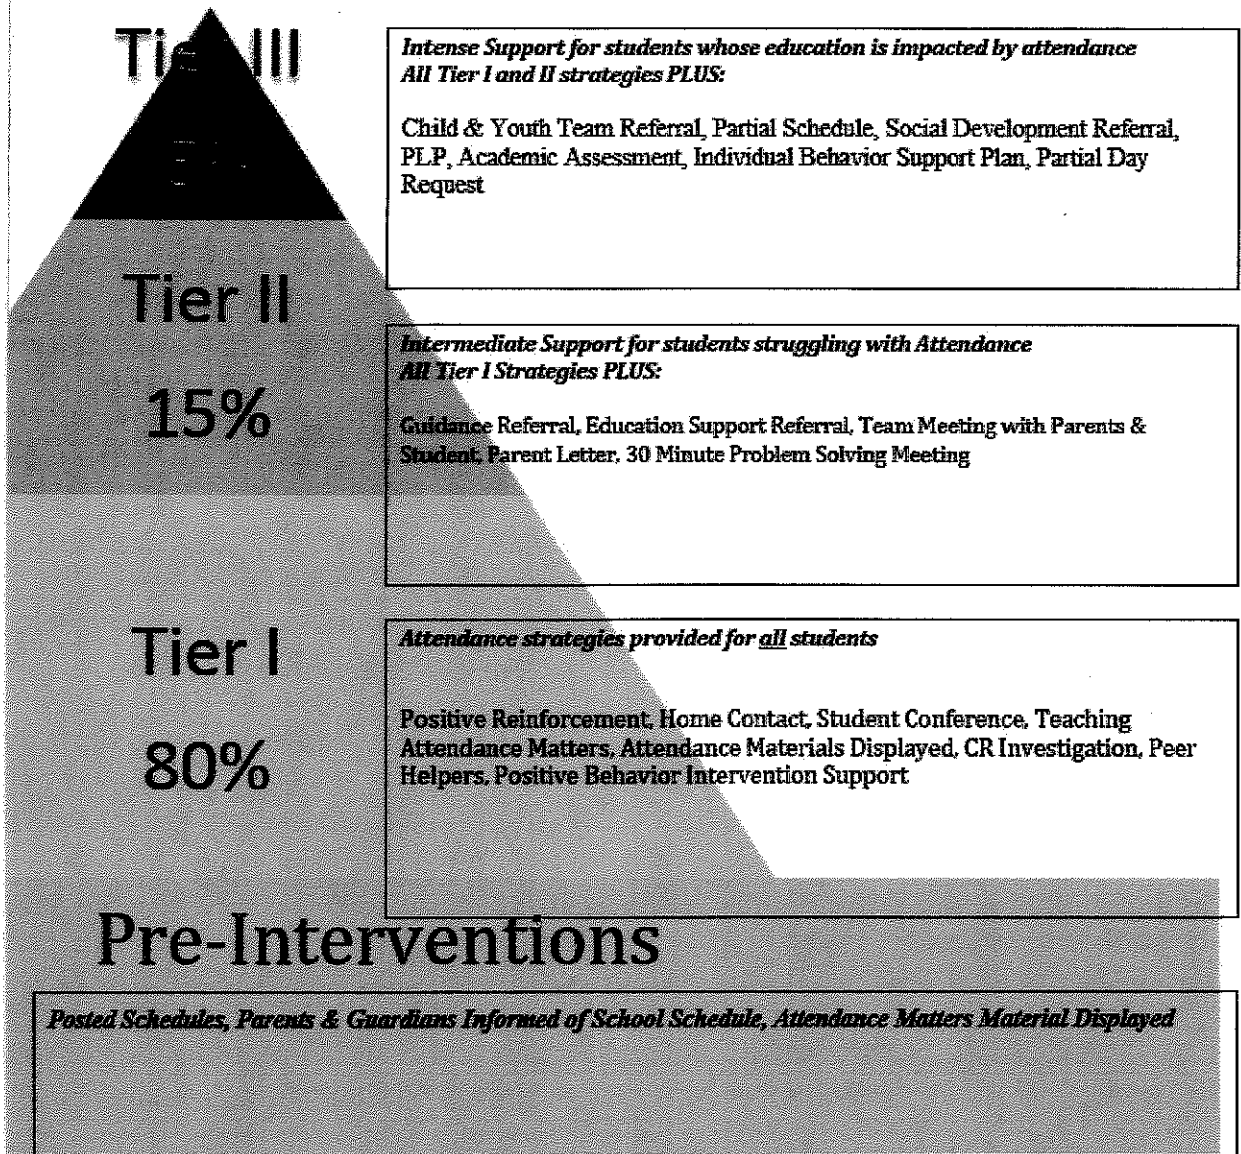 Tier III
Intense Support for students whose education is impacted by attendance
All Tier I and II strategies PLUS:
Child & Youth Team Referral, Partial Schedule, Social Development Referral,
PLP, Academic Assessment, Individual Behavior Support Plan, Partial Day
Request
Tier II
15%
Intermediate Support for students struggling with Attendance
All Tier I Strategies PLUS:
Guidance Referral, Education Support Referral, Team Meeting with Parents &
Student, Parent Letter, 30 Minute Problem Solving Meeting
Tier I
80%
Attendance strategies provided for all students
Positive Reinforcement, Home Contact, Student Conference, Teaching
Attendance Matters, Attendance Materials Displayed, CR Investigation, Peer
Helpers, Positive Behavior Intervention Support
Pre-Interventions
Posted Schedules, Parents & Guardians Informed of School Schedule, Attendance Matters Material Displayed